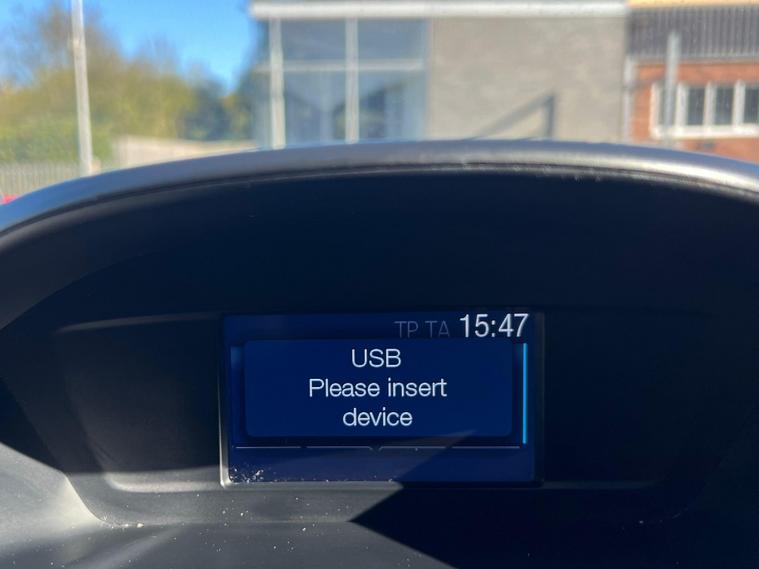 TP TA 15:47
USB
Please insert
device